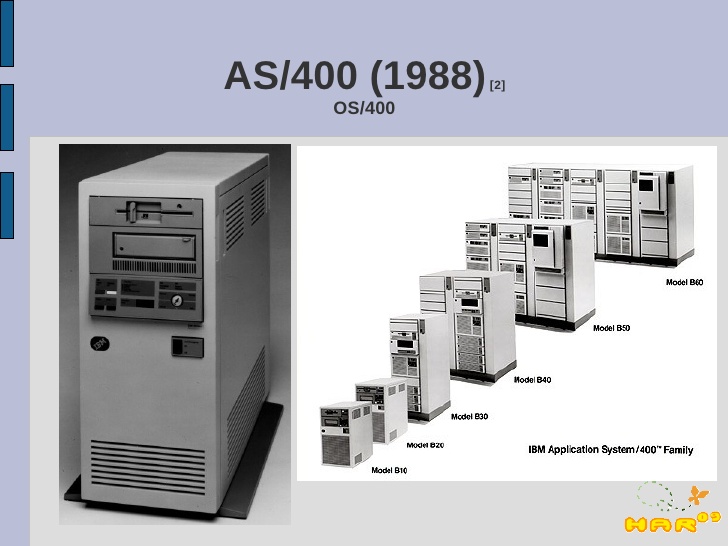 AS/400 (1988) [2]
OS/400
IBM
Model B60
Model B50
Model B40
Model B30
Model B20
Model B10
IBM Application System/400™ Family
HAR09